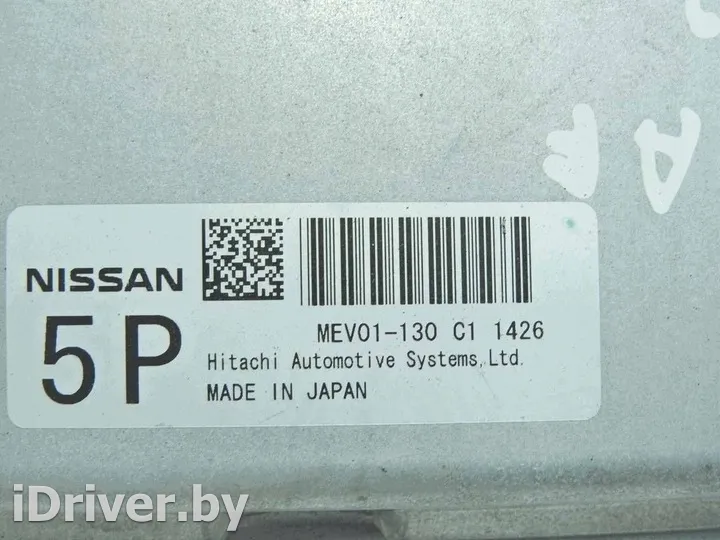 NISSAN
5P
MEV01-130 C1 1426
Hitachi Automotive Systems,Ltd.
MADE IN JAPAN
iDriver.by